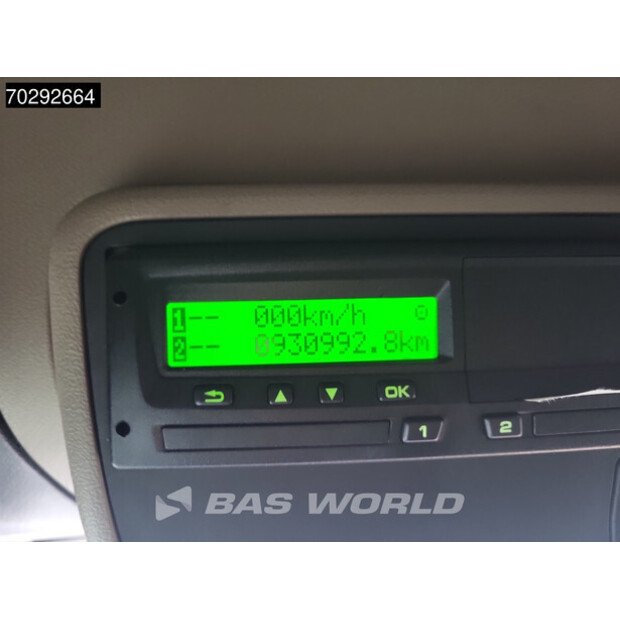 70292664
1-- 000km/h
2-- 0930992.8km
OK
1 2
BAS WORLD